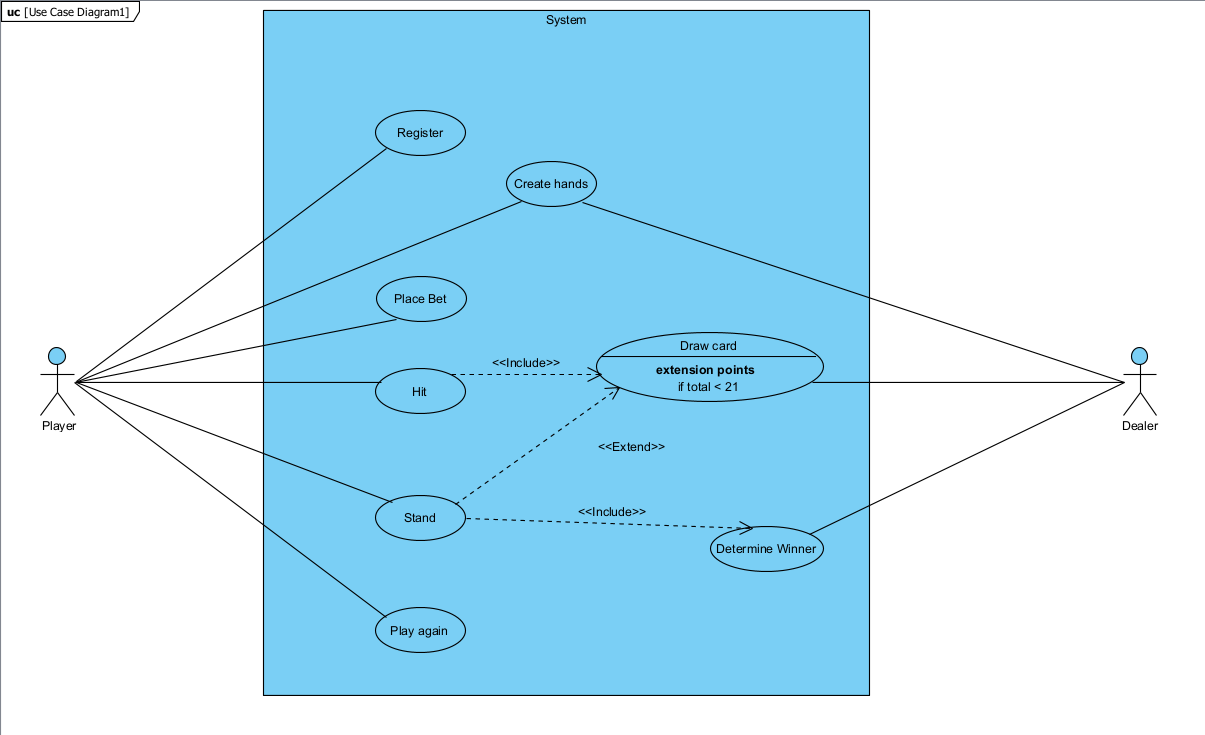 uc [Use Case Diagram1]
System
Register
Create hands
Place Bet
Draw card
<<Include>>
extension points
if total < 21
Hit
Player
Dealer
<<Extend>>
<<Include>>
Stand
Determine Winner
Play again